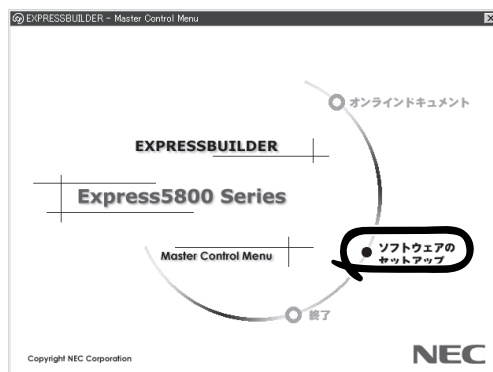 EXPRESSBUILDER - Master Control Menu
オンラインドキュメント
EXPRESSBUILDER
Express5800 Series
ソフトウェアの
セットアップ
Master Control Menu
終了
Copyright NEC Corporation
NEC